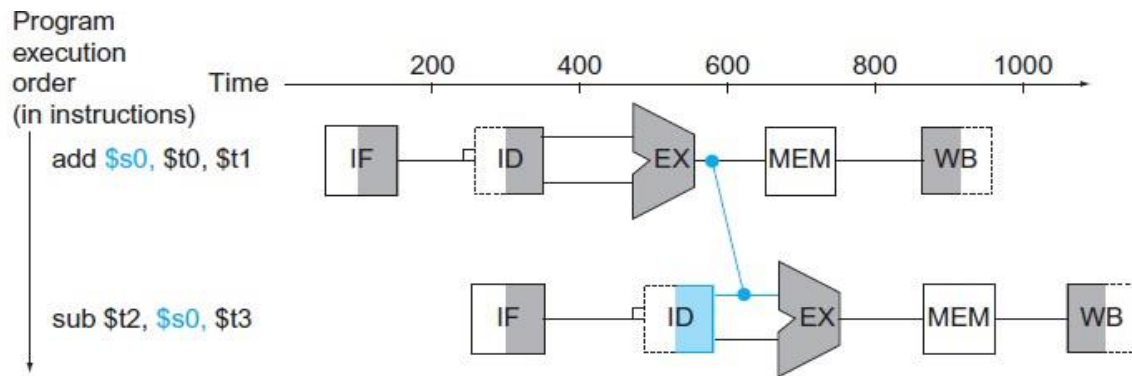 Program
execution
order
(in instructions)
Time
200 400 600 800 1000
add $s0, $t0, $t1
IF ID EX MEM WB
sub $t2, $s0, $t3
IF ID EX MEM WB